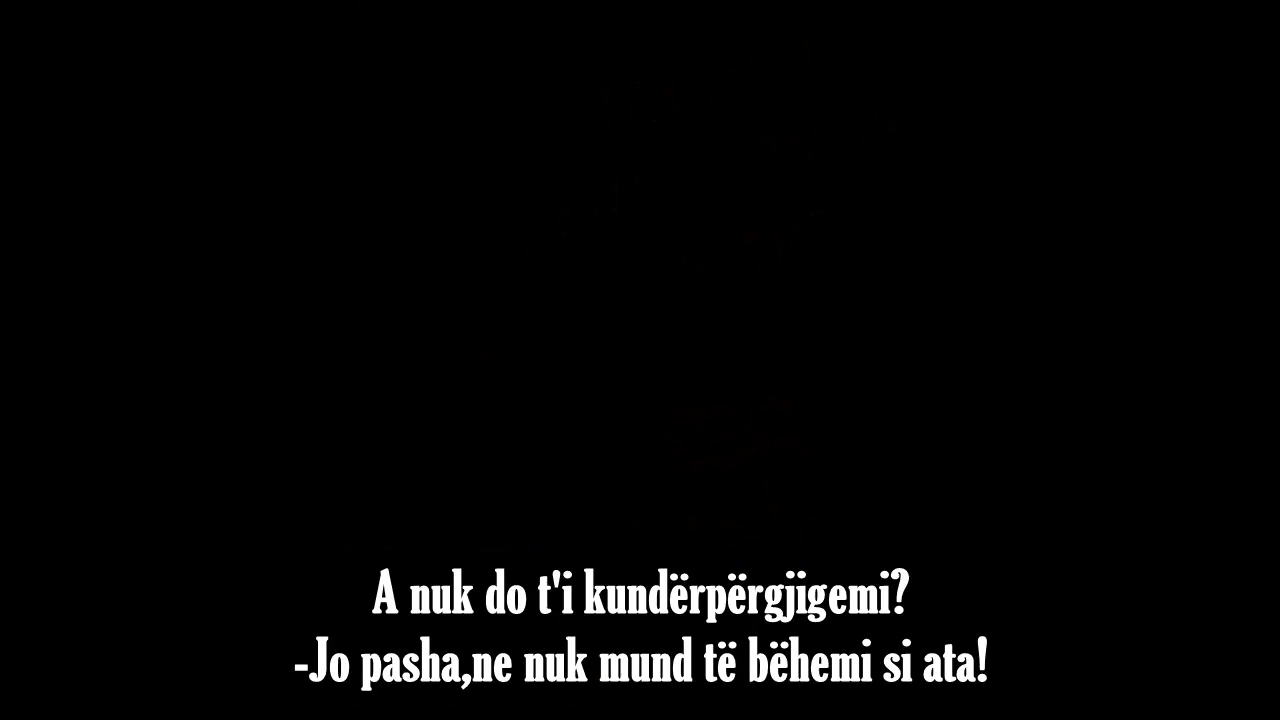 A nuk do t'i kundërpërgjigemi?
-Jo pasha,ne nuk mund të bëhemi si ata!